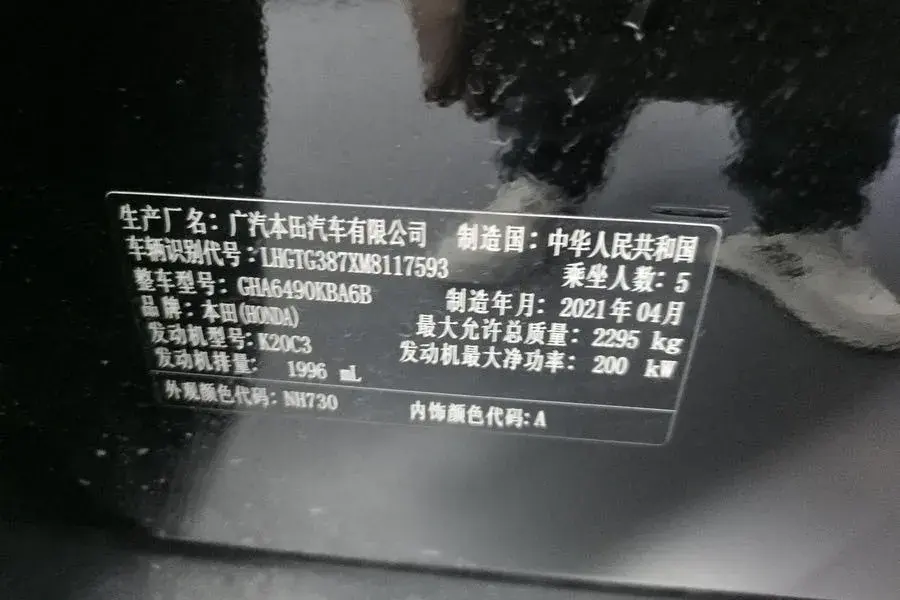 生产厂名：广汽本田汽车有限公司 制造国：中华人民共和国
车辆识别代号：LHGTG387XM8117593 乘坐人数：5
整车型号：GHA6490KBA6B 制造年月：2021年04月
品牌：本田(HONDA) 最大允许总质量：2295 kg
发动机型号：K20C3 发动机最大净功率：200 kW
发动机排量： 1996 mL
外观颜色代码：NH730 内饰颜色代码：A